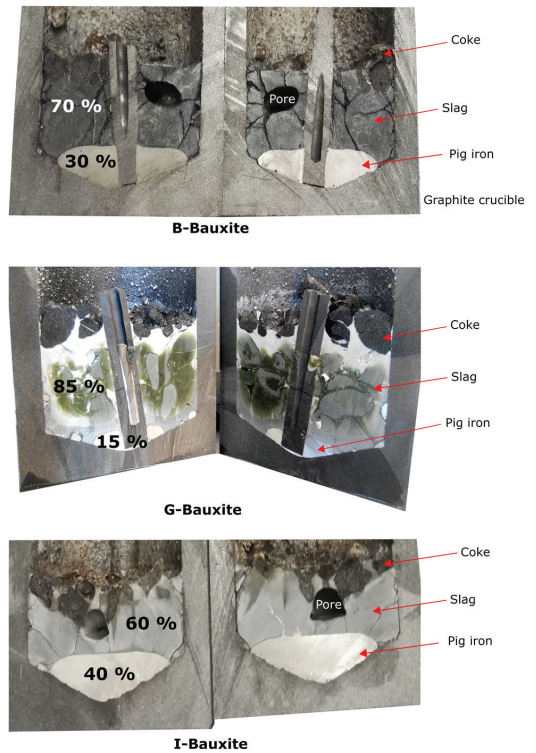 Coke
70 %
Pore
Slag
30 %
Pig iron
Graphite crucible
B-Bauxite
Coke
85 %
Slag
15 %
Pig iron
G-Bauxite
Coke
Pore
Slag
60 %
Pig iron
40 %
I-Bauxite